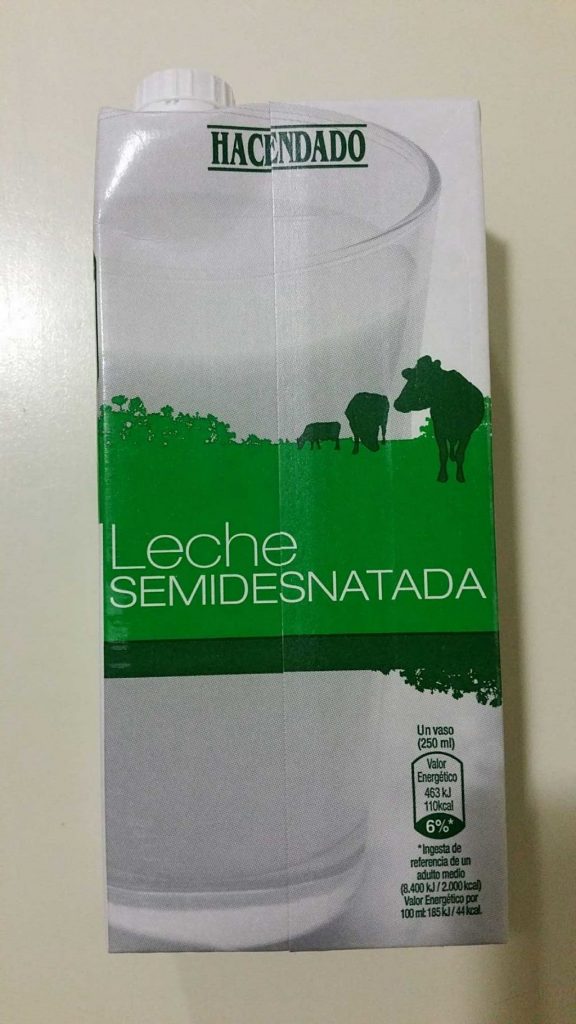 HACENDADO
Leche
SEMIDESNATADA
Un vaso
(250 ml)
Valor
Energético
463 kJ
110kcal
6%*
*Ingesta de
referencia de un
adulto medio
(8.400 kJ / 2.000 kcal)
Valor Energético por
100 ml: 185 kJ / 44 kcal.